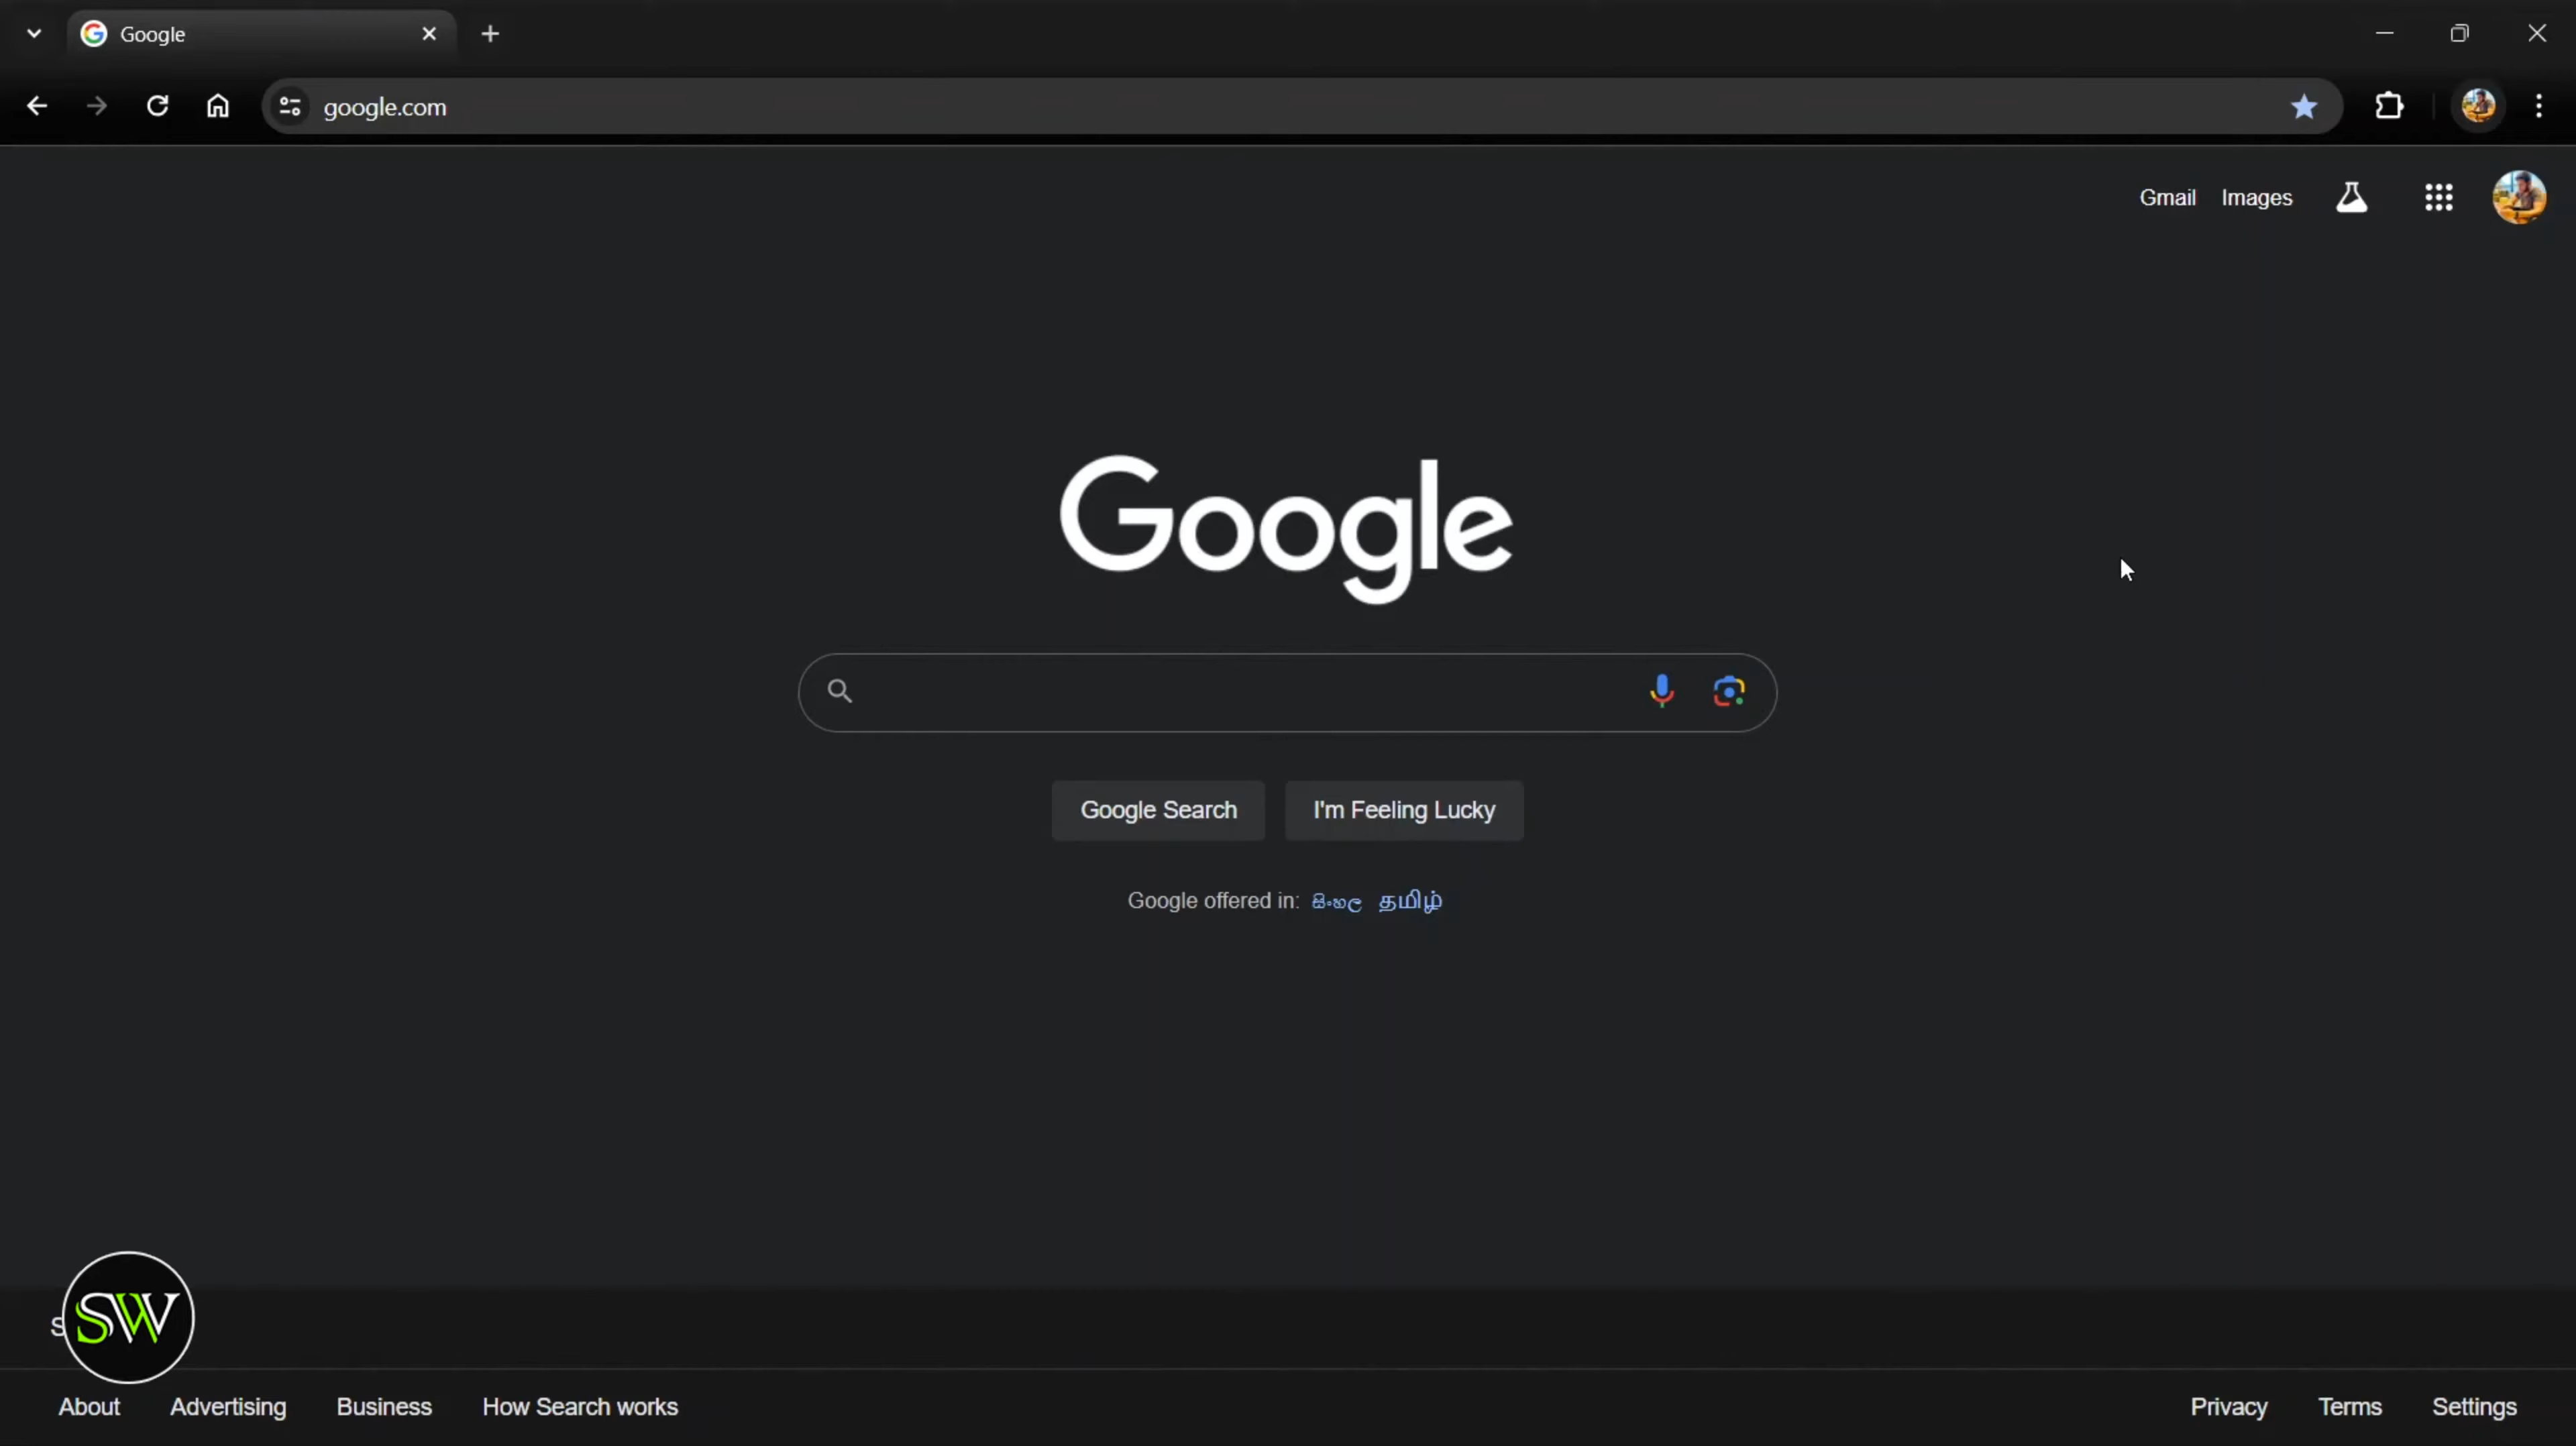 Google
google.com
Gmail Images
Google
Google Search I'm Feeling Lucky
Google offered in: සිංහල தமிழ்
SW
About Advertising Business How Search works Privacy Terms Settings